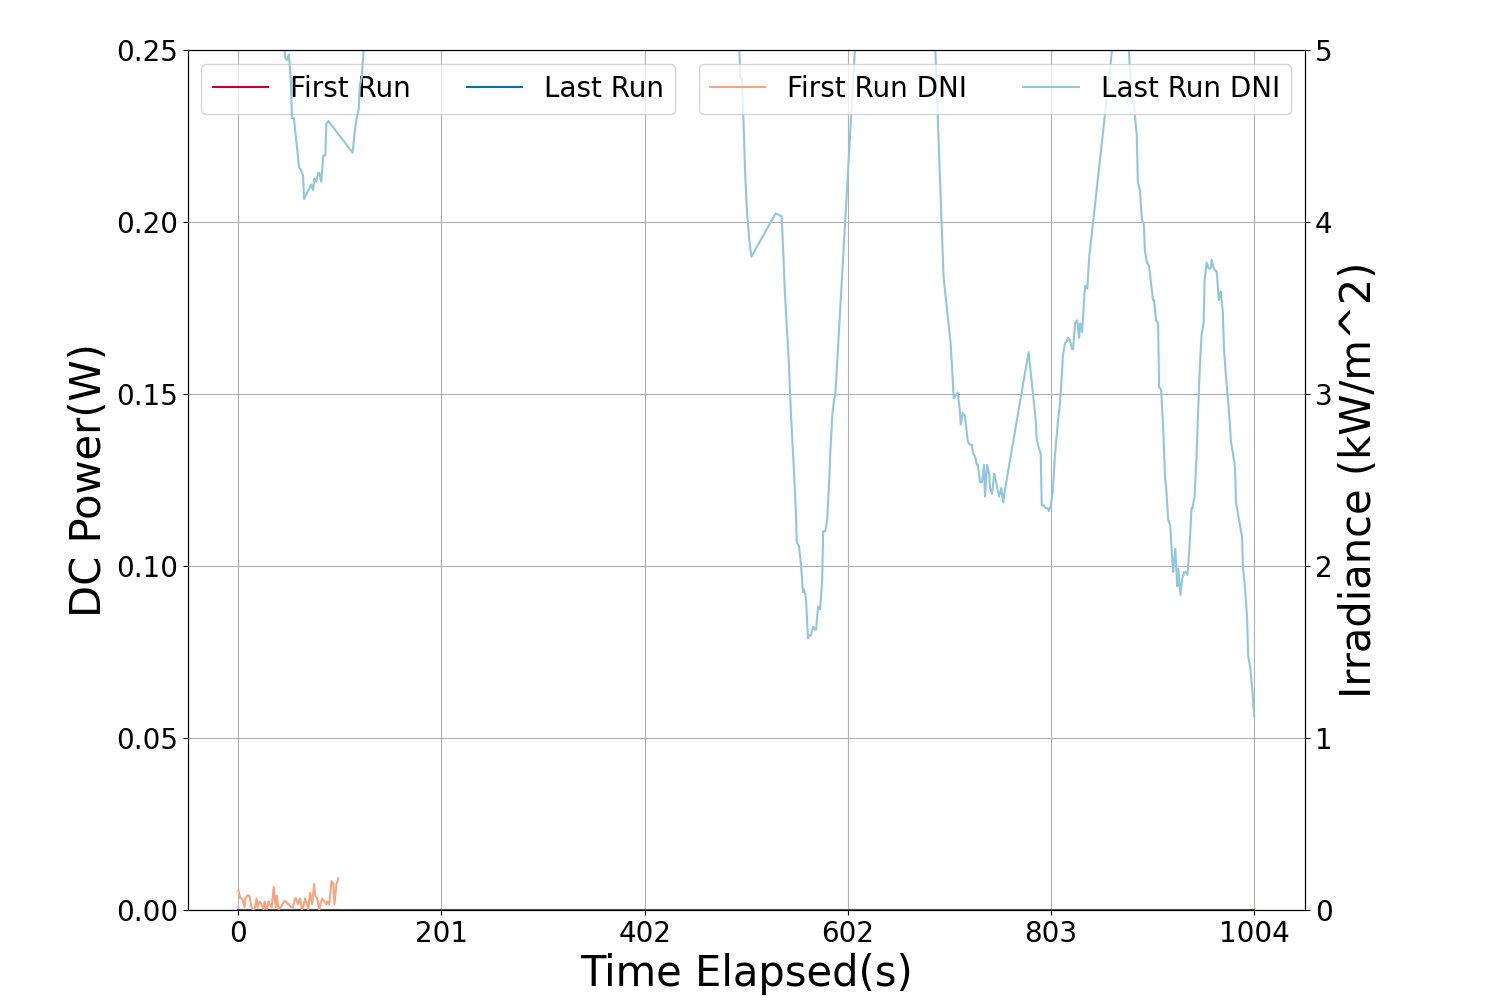 0.25
0.20
0.15
0.10
0.05
0.00
DC Power(W)
First Run
Last Run
First Run DNI
Last Run DNI
5
4
3
2
1
0
Irradiance (kW/m^2)
0 201 402 602 803 1004
Time Elapsed(s)